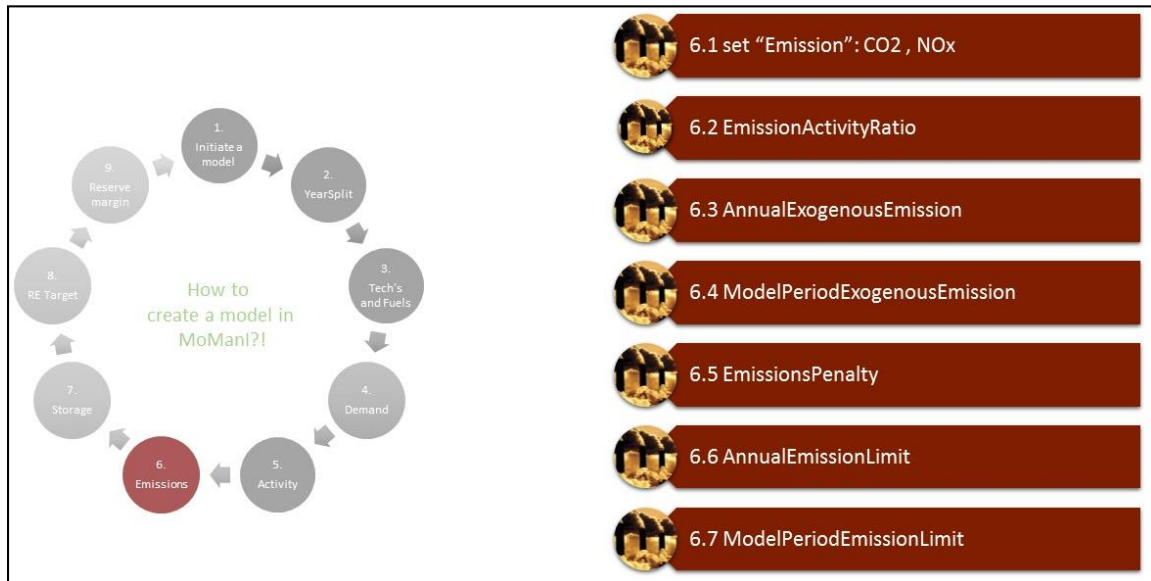 1.
Initiate a
model
2.
YearSplit
3.
Tech's
and Fuels
4.
Demand
5.
Activity
6.
Emissions
7.
Storage
8.
RE Target
9.
Reserve
margin
How to
create a model in
MoManI?!
6.1 set “Emission”: CO2 , NOx
6.2 EmissionActivityRatio
6.3 AnnualExogenousEmission
6.4 ModelPeriodExogenousEmission
6.5 EmissionsPenalty
6.6 AnnualEmissionLimit
6.7 ModelPeriodEmissionLimit